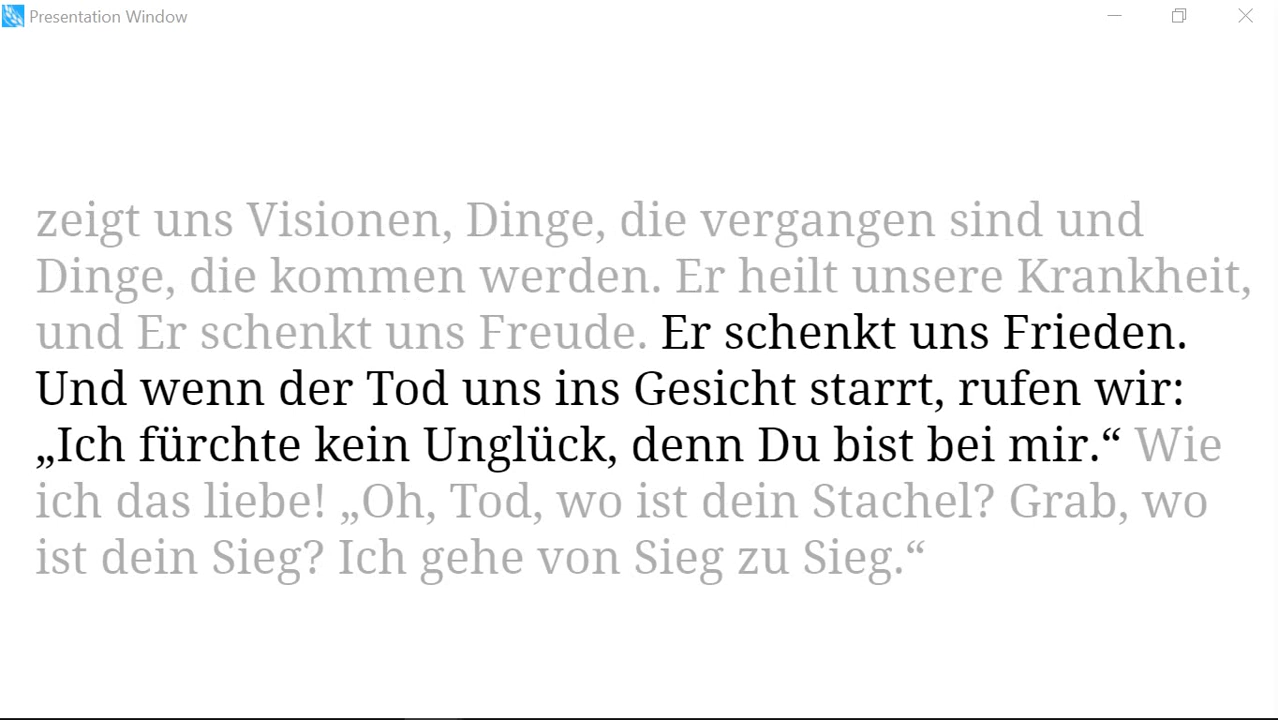 Presentation Window
zeigt uns Visionen, Dinge, die vergangen sind und
Dinge, die kommen werden. Er heilt unsere Krankheit,
und Er schenkt uns Freude. Er schenkt uns Frieden.
Und wenn der Tod uns ins Gesicht starrt, rufen wir:
„Ich fürchte kein Unglück, denn Du bist bei mir.“ Wie
ich das liebe! „Oh, Tod, wo ist dein Stachel? Grab, wo
ist dein Sieg? Ich gehe von Sieg zu Sieg.“